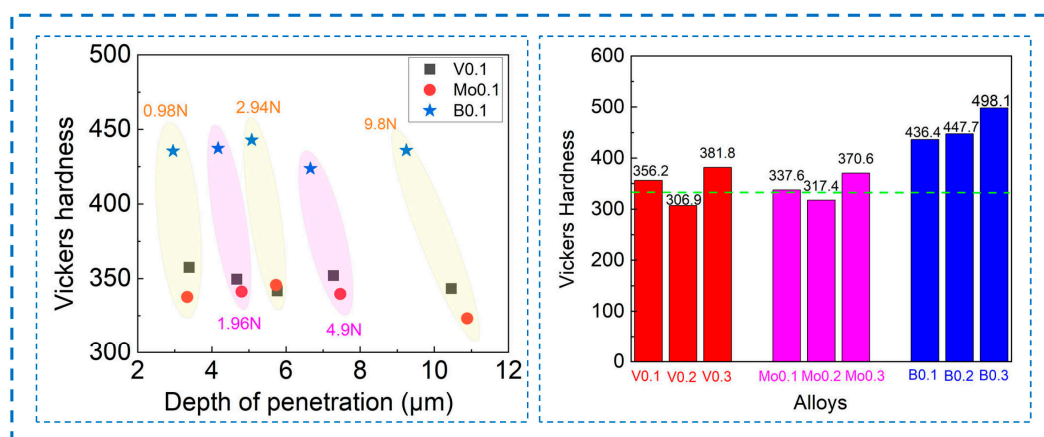 500
450
400
350
300
Vickers hardness
V0.1
Mo0.1
B0.1
0.98N
2.94N
9.8N
1.96N
4.9N
2 4 6 8 10 12
Depth of penetration (µm)
600
500
400
300
200
100
0
Vickers Hardness
356.2
306.9
381.8
337.6
317.4
370.6
436.4
447.7
498.1
V0.1 V0.2 V0.3 Mo0.1 Mo0.2 Mo0.3 B0.1 B0.2 B0.3
Alloys